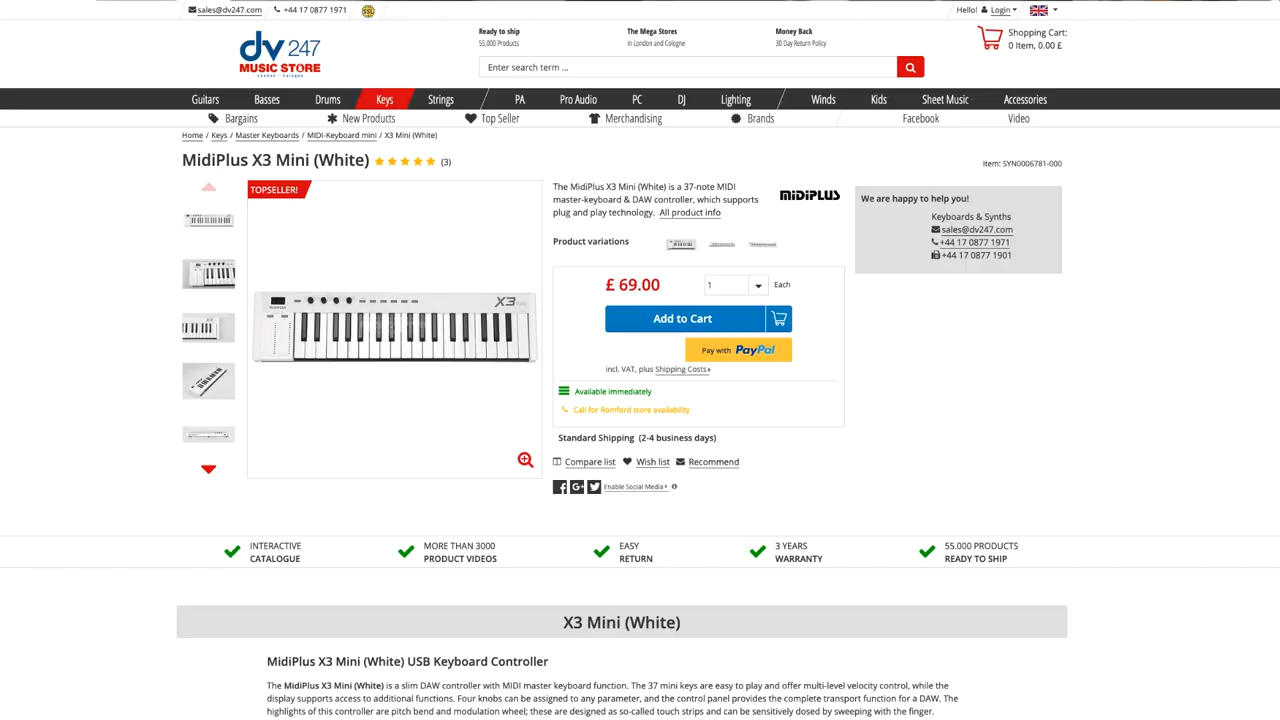 sales@dv247.com +44 17 0877 1971 SSL
Hello! Login
dv 247
MUSIC STORE
London · Cologne
Ready to ship
55,000 Products
The Mega Stores
in London and Cologne
Money Back
30 Day Return Policy
Shopping Cart:
0 Item, 0.00 £
Enter search term ...
Guitars Basses Drums Keys Strings PA Pro Audio PC DJ Lighting Winds Kids Sheet Music Accessories
Bargains New Products Top Seller Merchandising Brands Facebook Video
Home / Keys / Master Keyboards / MIDI-Keyboard mini / X3 Mini (White)
MidiPlus X3 Mini (White) (3)
Item: SYN0006781-000
TOPSELLER!
X3
The MidiPlus X3 Mini (White) is a 37-note MIDI
master-keyboard & DAW controller, which supports
plug and play technology. All product info
MIDIPLUS
Product variations
£ 69.00 1 Each
Add to Cart
Pay with PayPal
incl. VAT, plus Shipping Costs
Available immediately
Call for Romford store availability
Standard Shipping (2-4 business days)
Compare list Wish list Recommend
Enable Social Media
We are happy to help you!
Keyboards & Synths
sales@dv247.com
+44 17 0877 1971
+44 17 0877 1901
INTERACTIVE
CATALOGUE
MORE THAN 3000
PRODUCT VIDEOS
EASY
RETURN
3 YEARS
WARRANTY
55.000 PRODUCTS
READY TO SHIP
X3 Mini (White)
MidiPlus X3 Mini (White) USB Keyboard Controller
The MidiPlus X3 Mini (White) is a slim DAW controller with MIDI master keyboard function. The 37 mini keys are easy to play and offer multi-level velocity control, while the
display supports access to additional functions. Four knobs can be assigned to any parameter, and the control panel provides the complete transport function for a DAW. The
highlights of this controller are pitch bend and modulation wheel; these are designed as so-called touch strips and can be sensitively dosed by sweeping with the finger.